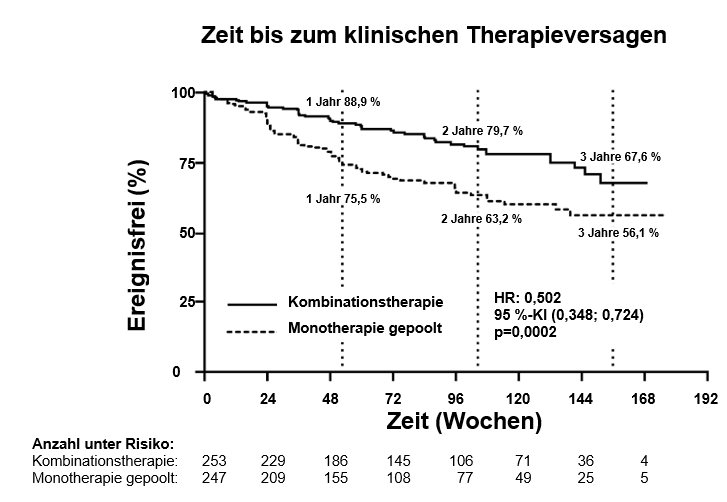 Zeit bis zum klinischen Therapieversagen
Ereignisfrei (%)
100
75
50
25
0
1 Jahr 88,9 %
2 Jahre 79,7 %
3 Jahre 67,6 %
1 Jahr 75,5 %
2 Jahre 63,2 %
3 Jahre 56,1 %
Kombinationstherapie
Monotherapie gepoolt
HR: 0,502
95 %-KI (0,348; 0,724)
p=0,0002
0 24 48 72 96 120 144 168 192
Zeit (Wochen)
Anzahl unter Risiko:
Kombinationstherapie: 253 229 186 145 106 71 36 4
Monotherapie gepoolt: 247 209 155 108 77 49 25 5